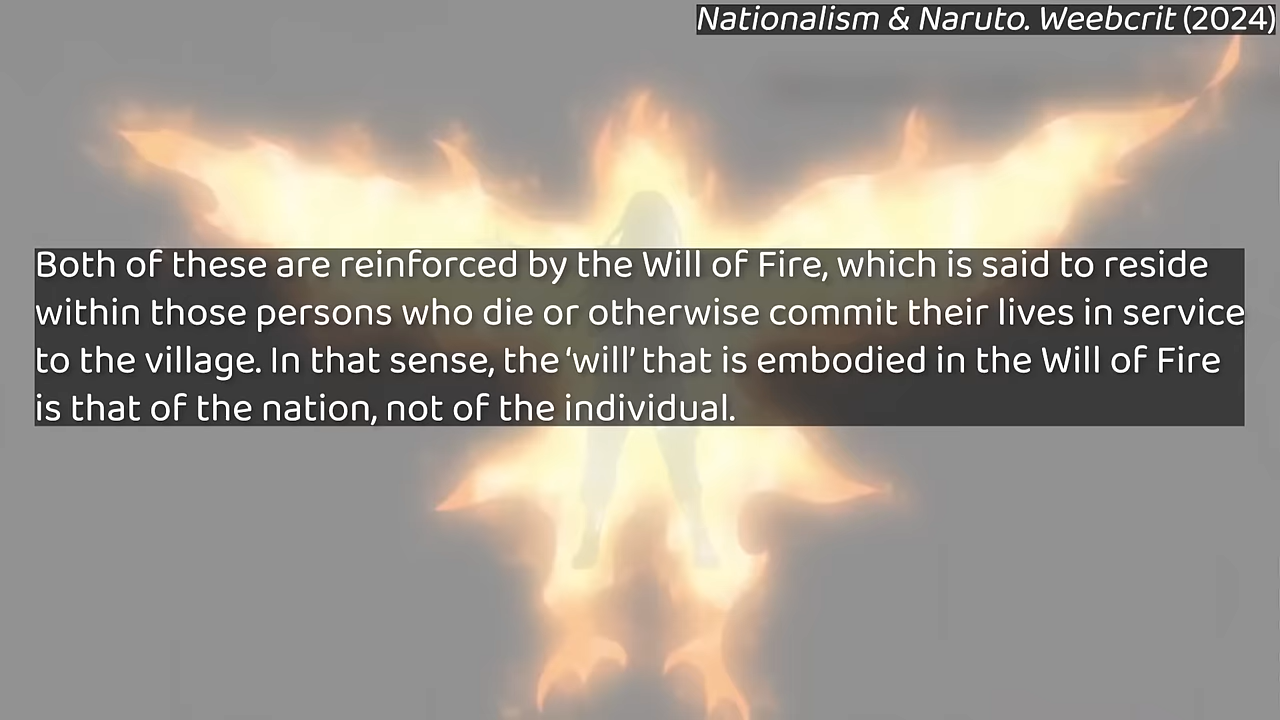 Nationalism & Naruto. Weebcrit (2024)
Both of these are reinforced by the Will of Fire, which is said to reside
within those persons who die or otherwise commit their lives in service
to the village. In that sense, the ‘will’ that is embodied in the Will of Fire
is that of the nation, not of the individual.